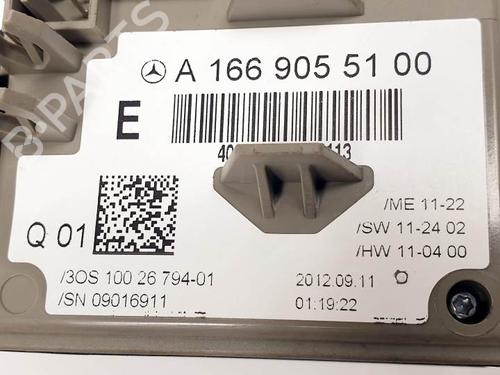 A 166 905 51 00
E
113
Q 01
/ME 11-22
/SW 11-24 02
/HW 11-04 00
/3OS 100 26 794-01
/SN 09016911
2012.09.11
01:19:22